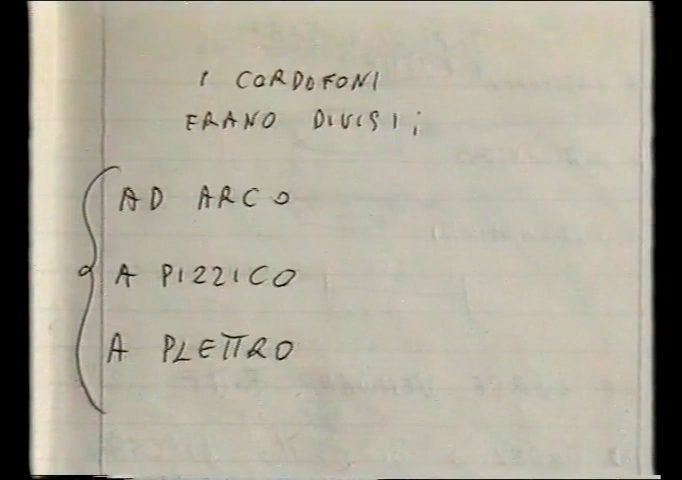 I CORDOFONI
ERANO DIVISI;
AD ARCO
A PIZZICO
A PLETTRO